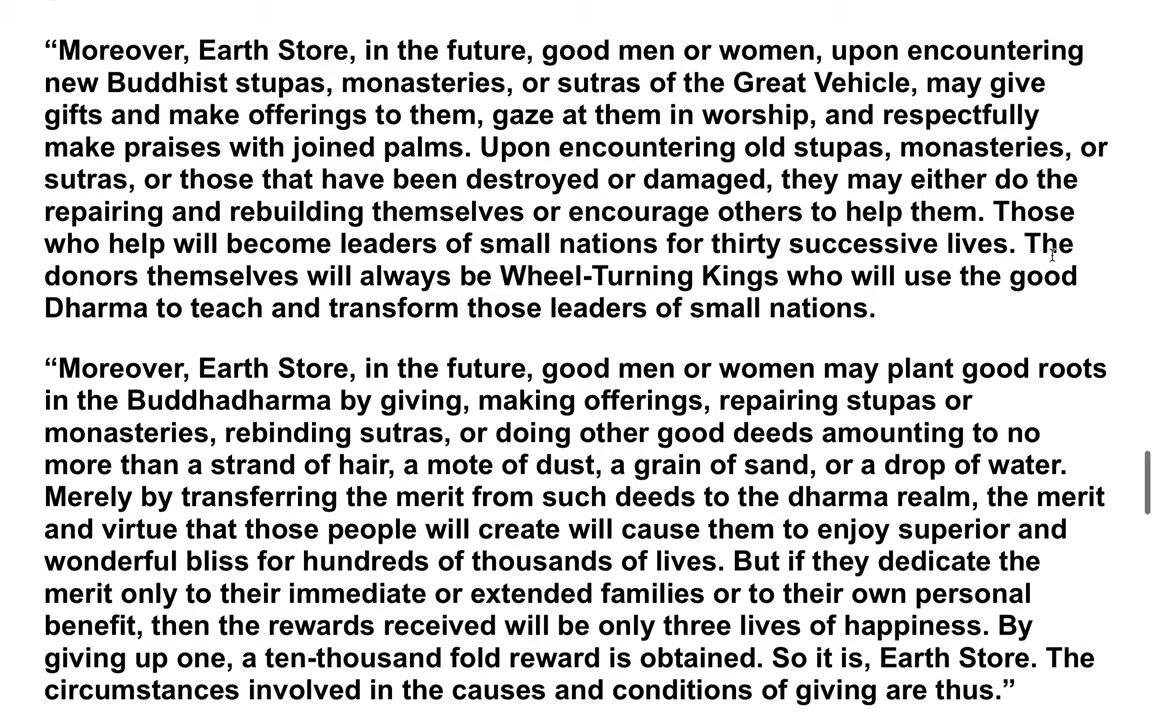 “Moreover, Earth Store, in the future, good men or women, upon encountering
new Buddhist stupas, monasteries, or sutras of the Great Vehicle, may give
gifts and make offerings to them, gaze at them in worship, and respectfully
make praises with joined palms. Upon encountering old stupas, monasteries, or
sutras, or those that have been destroyed or damaged, they may either do the
repairing and rebuilding themselves or encourage others to help them. Those
who help will become leaders of small nations for thirty successive lives. The
donors themselves will always be Wheel-Turning Kings who will use the good
Dharma to teach and transform those leaders of small nations.
“Moreover, Earth Store, in the future, good men or women may plant good roots
in the Buddhadharma by giving, making offerings, repairing stupas or
monasteries, rebinding sutras, or doing other good deeds amounting to no
more than a strand of hair, a mote of dust, a grain of sand, or a drop of water.
Merely by transferring the merit from such deeds to the dharma realm, the merit
and virtue that those people will create will cause them to enjoy superior and
wonderful bliss for hundreds of thousands of lives. But if they dedicate the
merit only to their immediate or extended families or to their own personal
benefit, then the rewards received will be only three lives of happiness. By
giving up one, a ten-thousand fold reward is obtained. So it is, Earth Store. The
circumstances involved in the causes and conditions of giving are thus.”